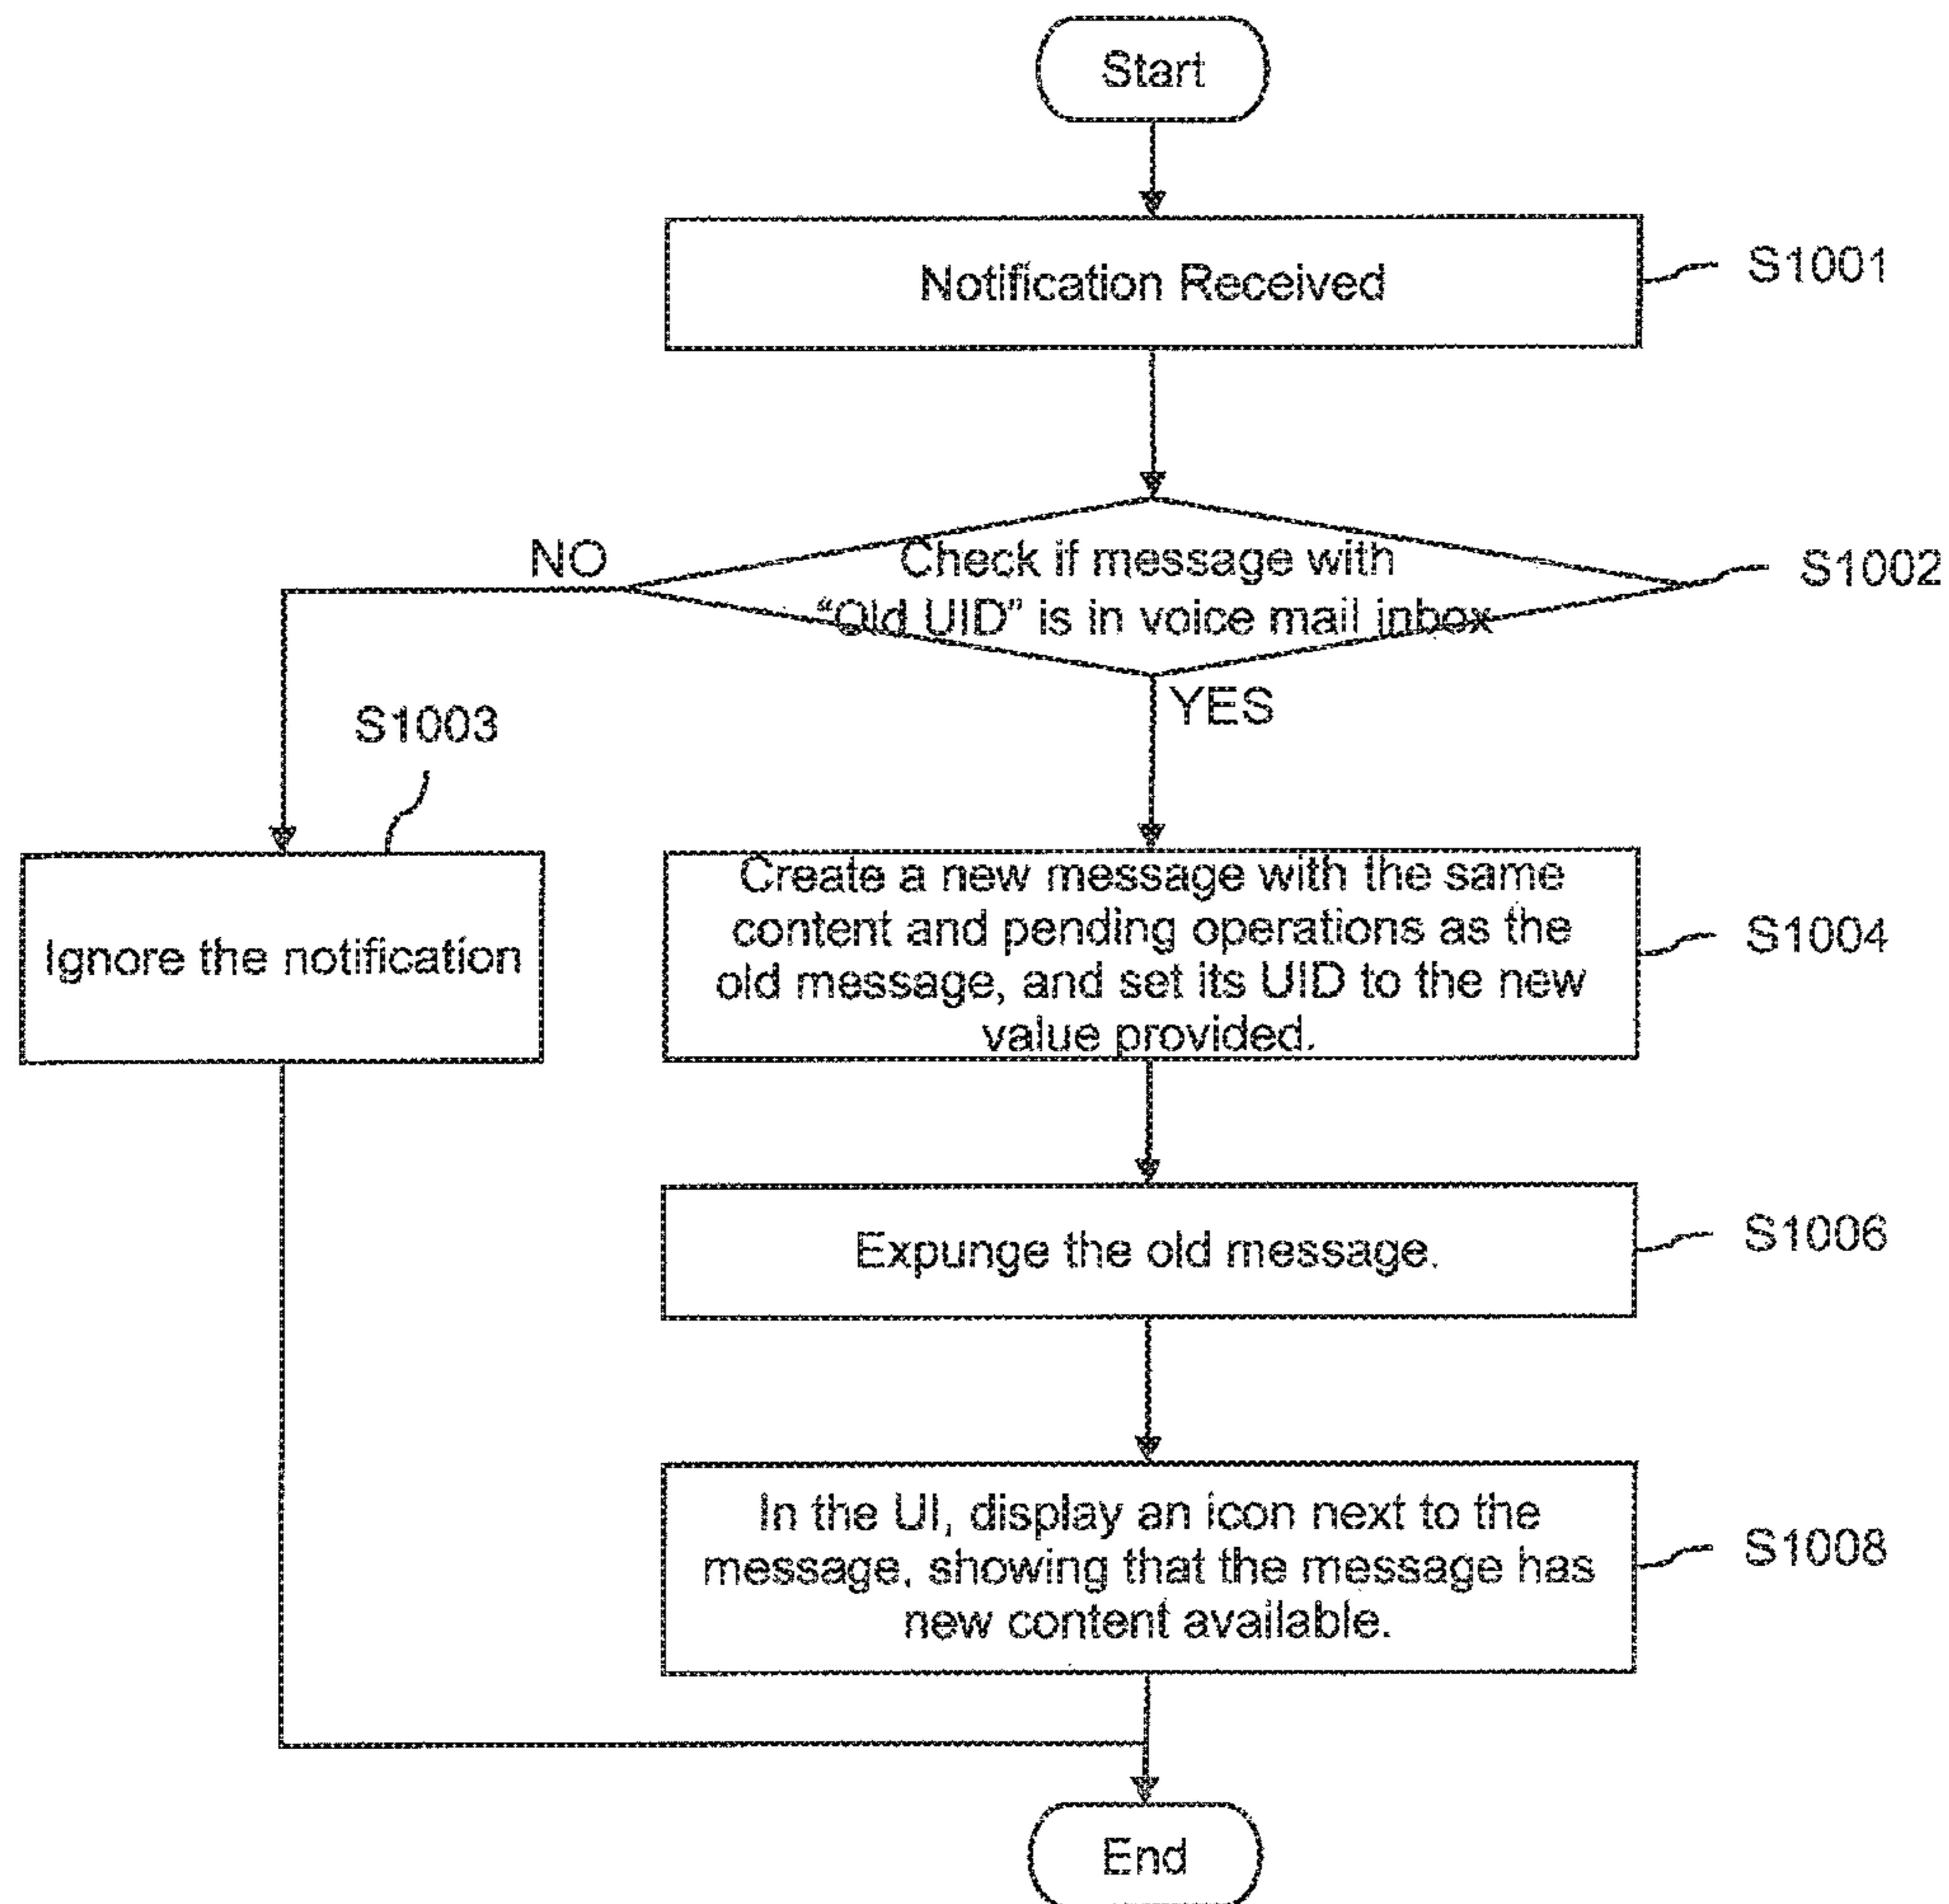 Start
Notification Received
S1001
Check if message with
"Old UID" is in voice mail inbox
S1002
NO
YES
S1003
Ignore the notification
Create a new message with the same
content and pending operations as the
old message, and set its UID to the new
value provided.
S1004
Expunge the old message.
S1006
In the UI, display an icon next to the
message, showing that the message has
new content available.
S1008
End